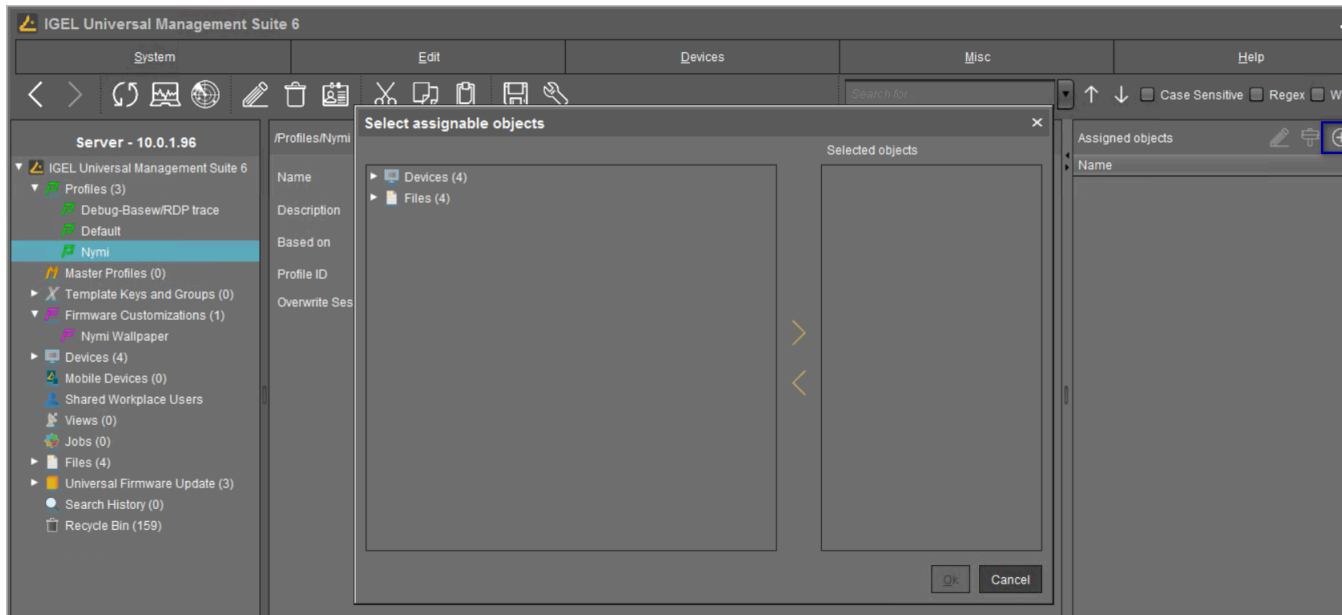 IGEL Universal Management Suite 6
System Edit Devices Misc Help
Search for Case Sensitive Regex W
Server - 10.0.1.96
IGEL Universal Management Suite 6
Profiles (3)
Debug-Basew/RDP trace
Default
Nymi
Master Profiles (0)
Template Keys and Groups (0)
Firmware Customizations (1)
Nymi Wallpaper
Devices (4)
Mobile Devices (0)
Shared Workplace Users
Views (0)
Jobs (0)
Files (4)
Universal Firmware Update (3)
Search History (0)
Recycle Bin (159)
/Profiles/Nymi
Name
Description
Based on
Profile ID
Overwrite Ses
Select assignable objects
Selected objects
Devices (4)
Files (4)
Ok Cancel
Assigned objects
Name